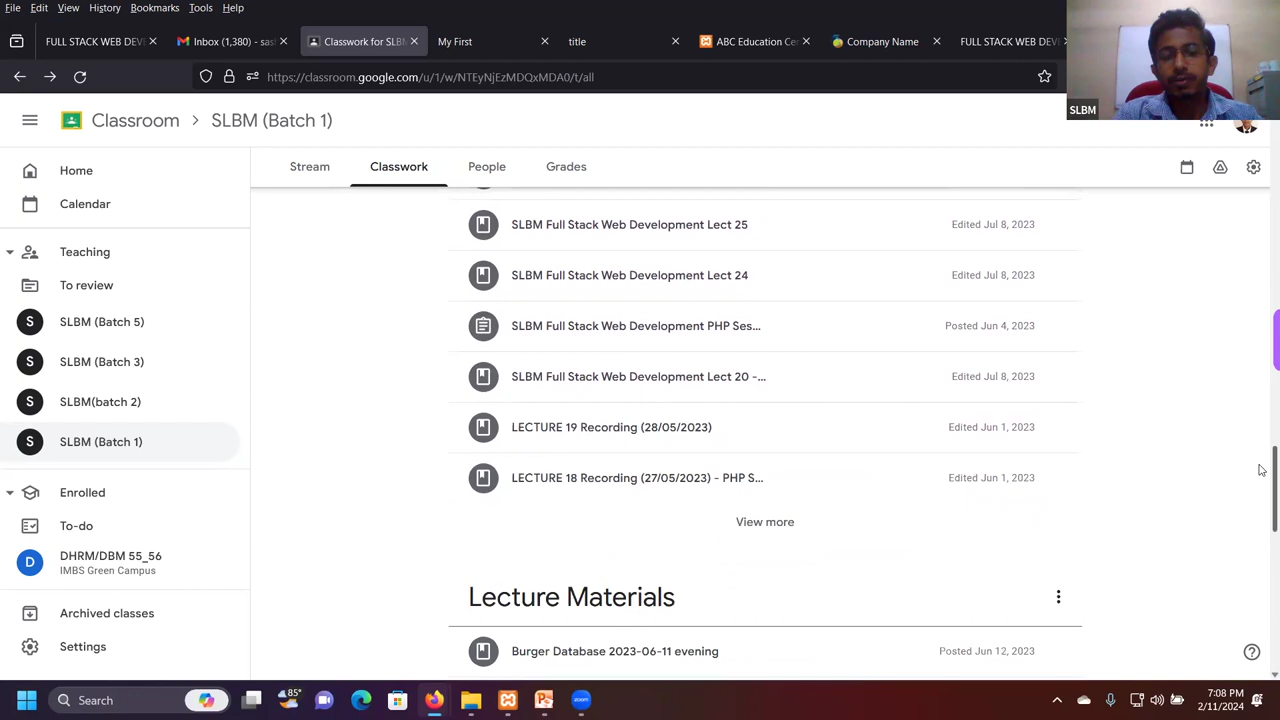 File Edit View History Bookmarks Tools Help
FULL STACK WEB DEV
Inbox (1,380) - sas
Classwork for SLBM
My First
title
ABC Education Ce
Company Name
FULL STACK WEB DEV
https://classroom.google.com/u/1/w/NTEyNjEzMDQxMDA0/t/all
SLBM
Classroom > SLBM (Batch 1)
Stream Classwork People Grades
Home
Calendar
Teaching
To review
S SLBM (Batch 5)
S SLBM (Batch 3)
S SLBM(batch 2)
S SLBM (Batch 1)
Enrolled
To-do
D DHRM/DBM 55_56
IMBS Green Campus
Archived classes
Settings
SLBM Full Stack Web Development Lect 25 Edited Jul 8, 2023
SLBM Full Stack Web Development Lect 24 Edited Jul 8, 2023
SLBM Full Stack Web Development PHP Ses... Posted Jun 4, 2023
SLBM Full Stack Web Development Lect 20 -... Edited Jul 8, 2023
LECTURE 19 Recording (28/05/2023) Edited Jun 1, 2023
LECTURE 18 Recording (27/05/2023) - PHP S... Edited Jun 1, 2023
View more
Lecture Materials
Burger Database 2023-06-11 evening Posted Jun 12, 2023
Search
85°
zoom
7:08 PM
2/11/2024